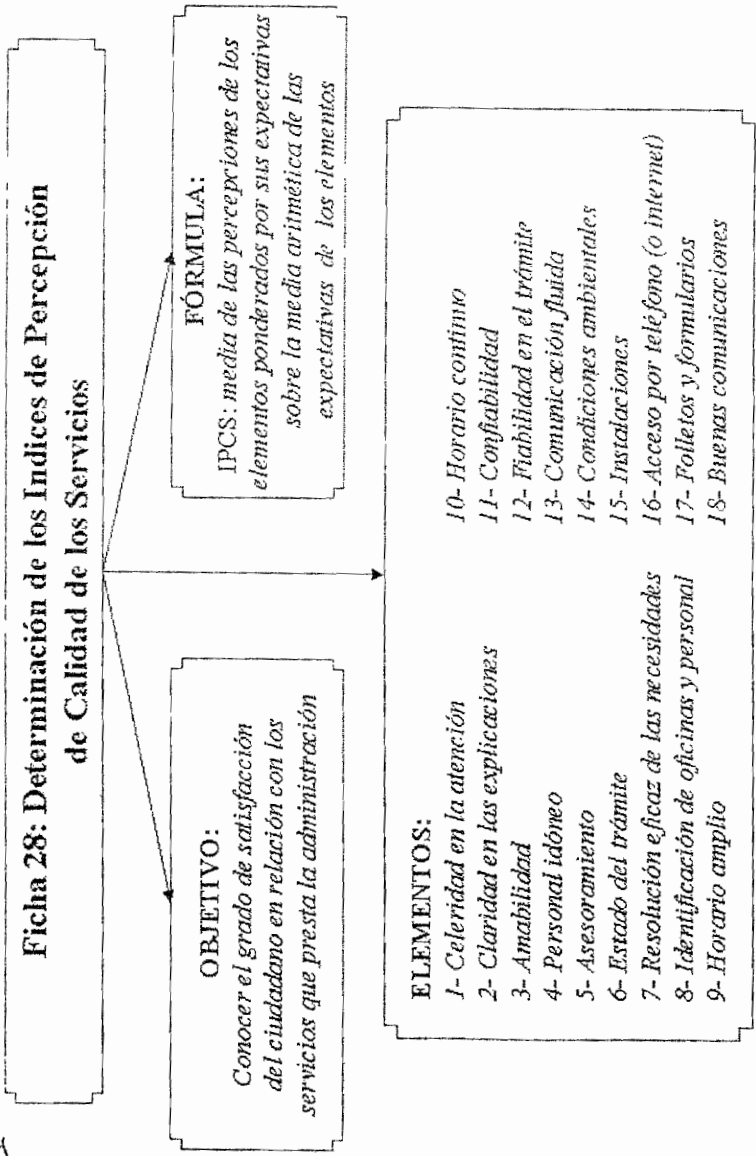 Ficha 28: Determinación de los Indices de Percepción
de Calidad de los Servicios
OBJETIVO:
Conocer el grado de satisfacción
del ciudadano en relación con los
servicios que presta la administración
FÓRMULA:
IPCS: media de las percepciones de los
elementos ponderados por sus expectativas
sobre la media aritmética de las
expectativas de los elementos
ELEMENTOS:
1- Celeridad en la atención
2- Claridad en las explicaciones
3- Amabilidad
4- Personal idóneo
5- Asesoramiento
6- Estado del trámite
7- Resolución eficaz de las necesidades
8- Identificación de oficinas y personal
9- Horario amplio
10- Horario continuo
11- Confiabilidad
12- Fiabilidad en el trámite
13- Comunicación fluida
14- Condiciones ambientales
15- Instalaciones
16- Acceso por teléfono (o internet)
17- Folletos y formularios
18- Buenas comunicaciones